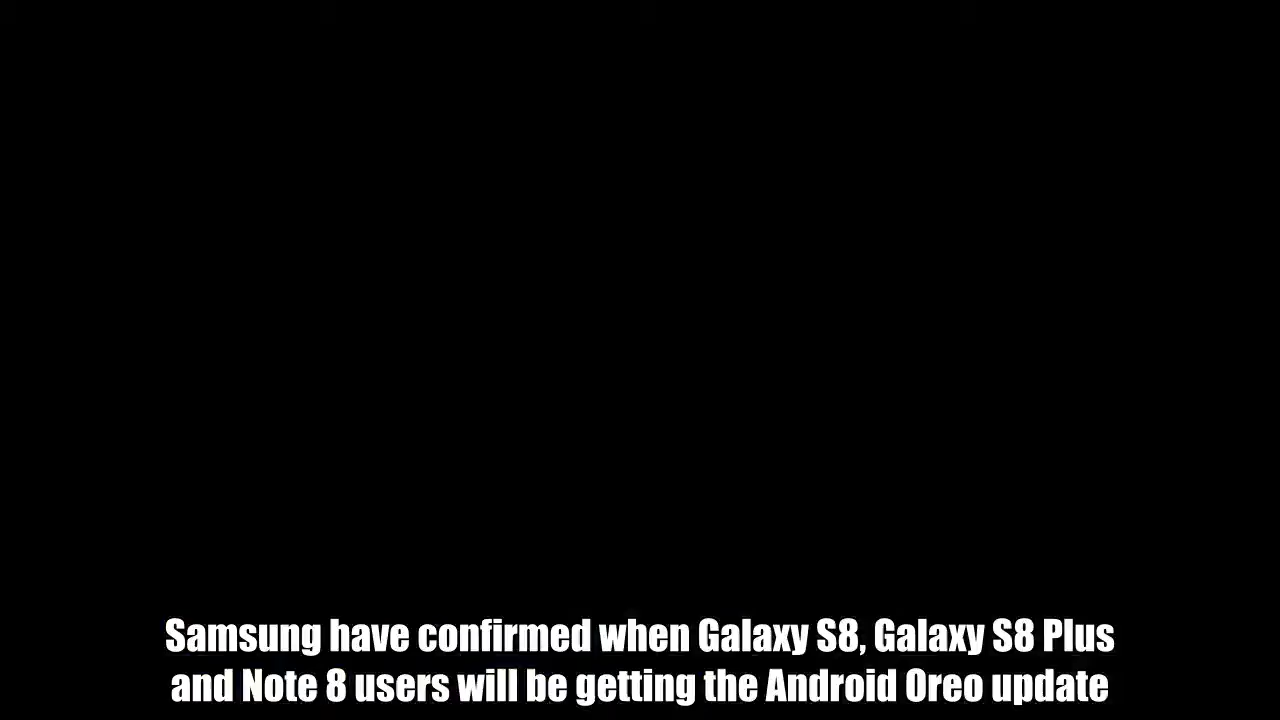 Samsung have confirmed when Galaxy S8, Galaxy S8 Plus
and Note 8 users will be getting the Android Oreo update